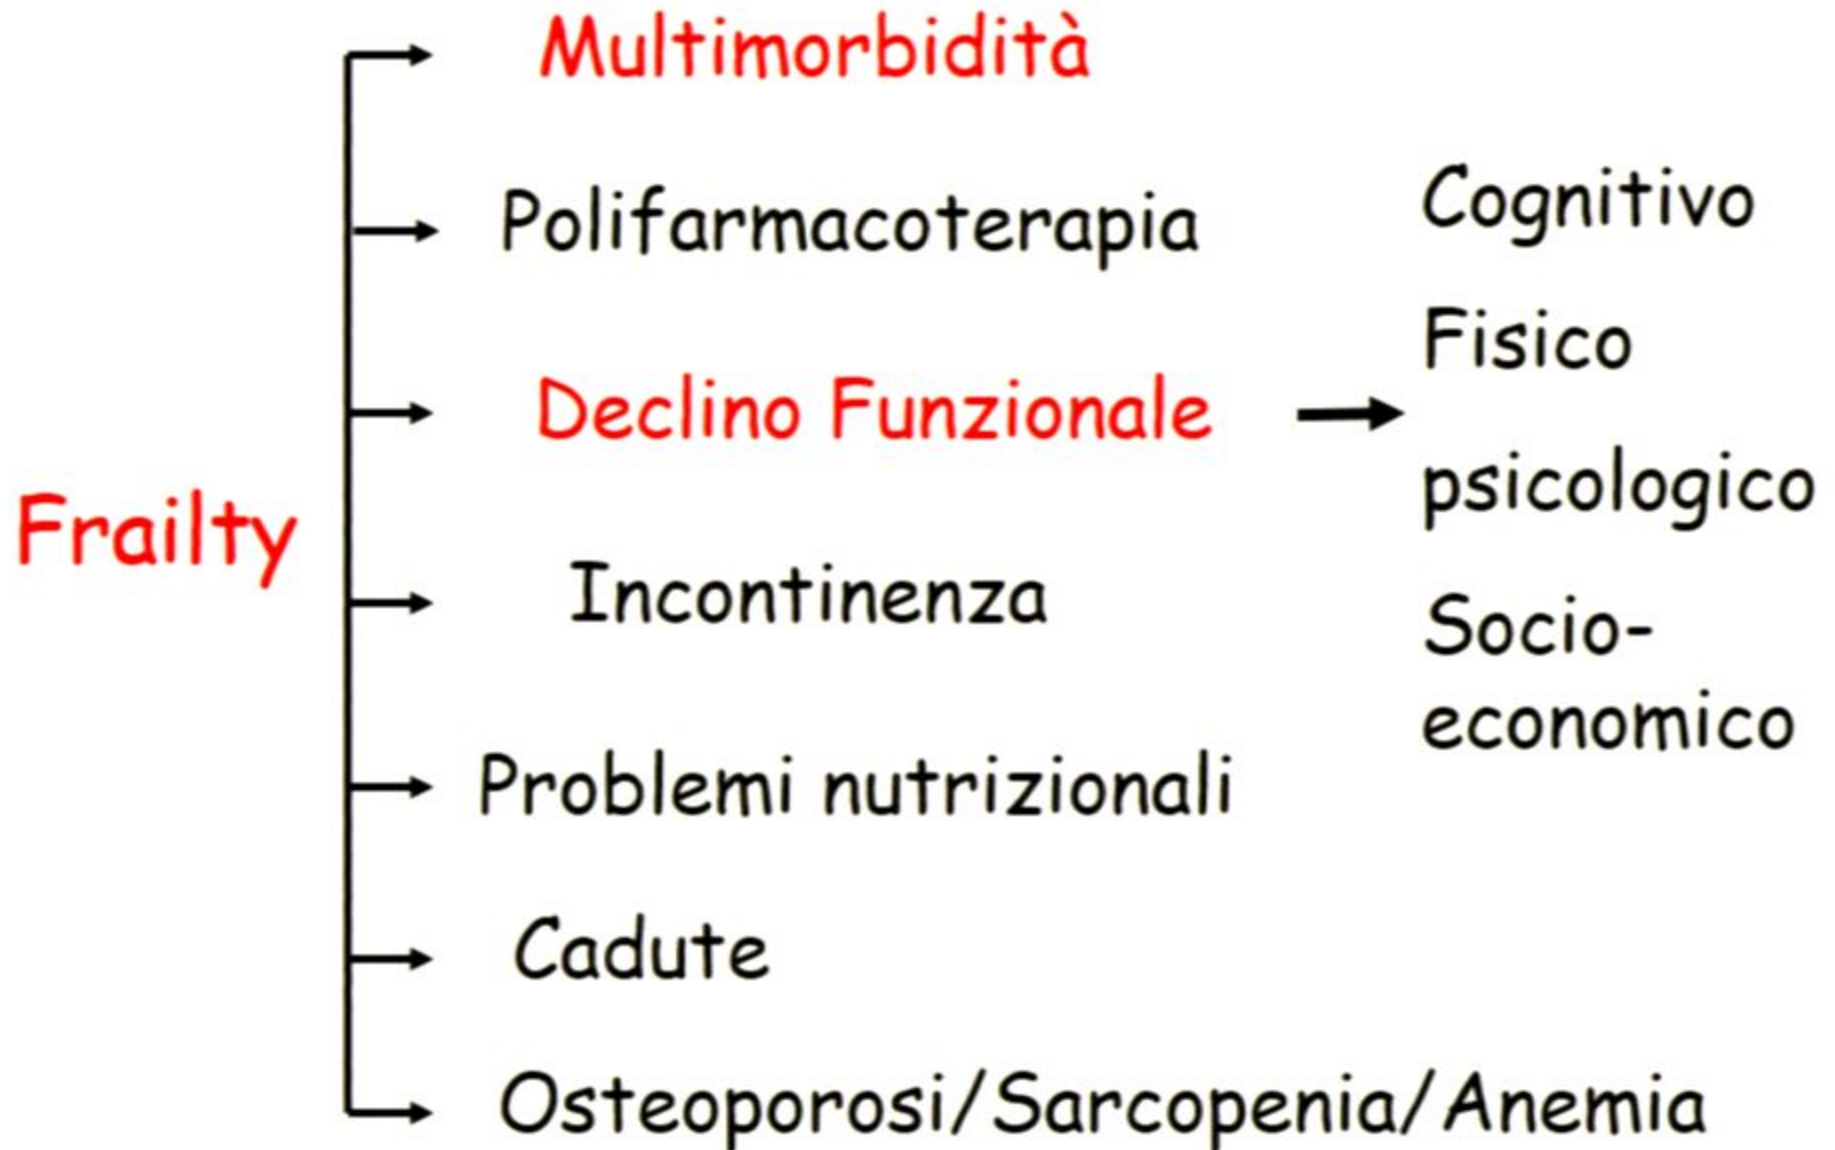 Frailty
Multimorbidità
Polifarmacoterapia
Declino Funzionale
Incontinenza
Problemi nutrizionali
Cadute
Osteoporosi/Sarcopenia/Anemia
Cognitivo
Fisico
psicologico
Socio-
economico